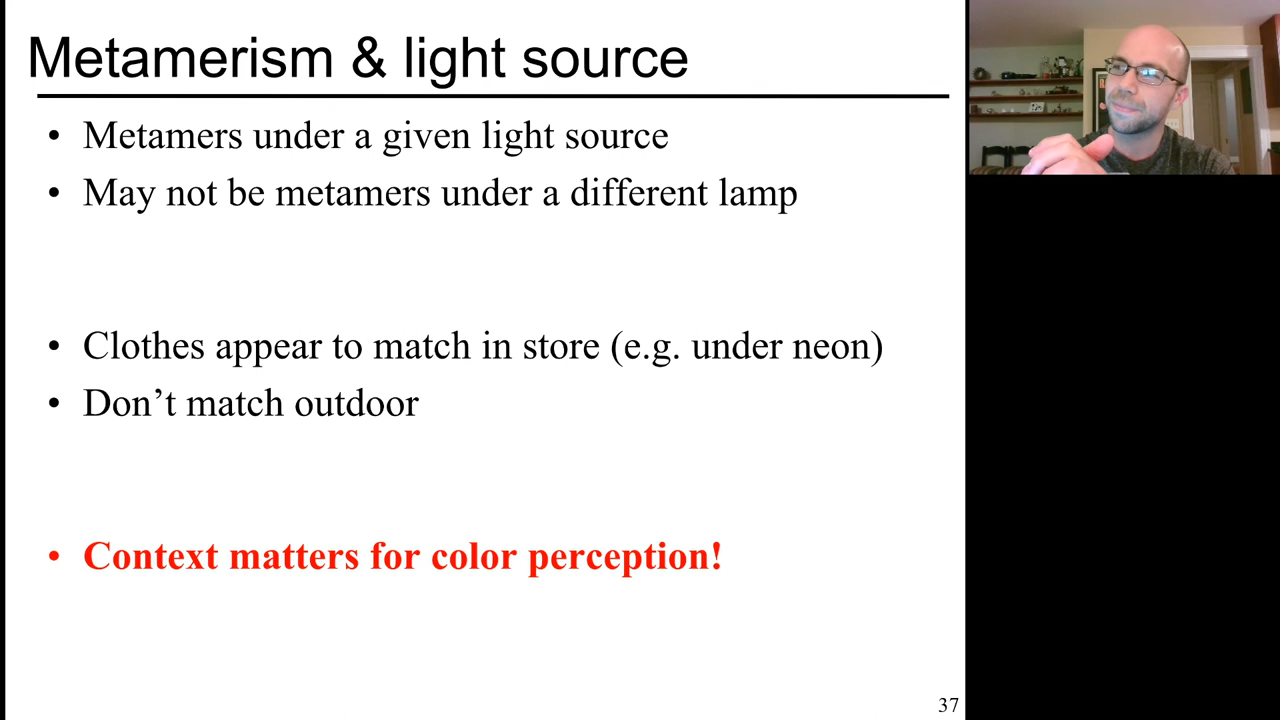 Metamerism & light source
• Metamers under a given light source
• May not be metamers under a different lamp
• Clothes appear to match in store (e.g. under neon)
• Don’t match outdoor
• Context matters for color perception!
37